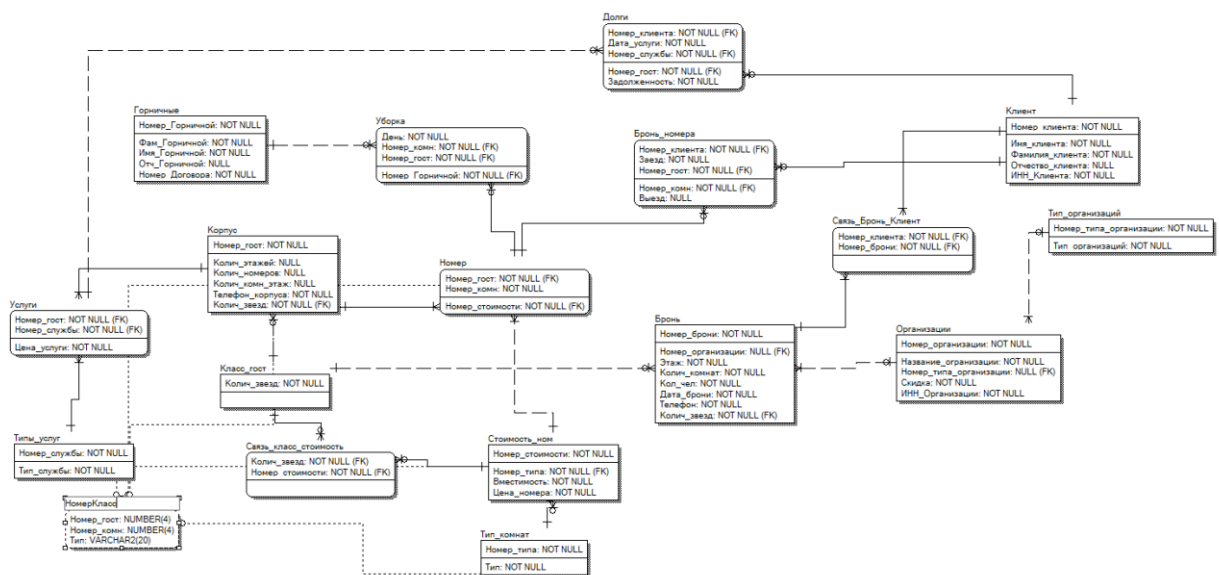 Долги
Номер_клиента: NOT NULL (FK)
Дата_услуги: NOT NULL
Номер_службы: NOT NULL (FK)
Номер_гост: NOT NULL (FK)
Задолженность: NOT NULL
Горничные
Номер_Горничной: NOT NULL
Фам_Горничной: NOT NULL
Имя_Горничной: NOT NULL
Отч_Горничной: NULL
Номер_Договора: NOT NULL
Уборка
День: NOT NULL
Номер_комн: NOT NULL (FK)
Номер_гост: NOT NULL (FK)
Номер_Горничной: NOT NULL (FK)
Бронь_номера
Номер_клиента: NOT NULL (FK)
Заезд: NOT NULL
Номер_гост: NOT NULL (FK)
Номер_комн: NOT NULL (FK)
Выезд: NULL
Клиент
Номер_клиента: NOT NULL
Имя_клиента: NOT NULL
Фамилия_клиента: NOT NULL
Отчество_клиента: NULL
ИНН_Клиента: NOT NULL
Связь_Бронь_Клиент
Номер_клиента: NOT NULL (FK)
Номер_брони: NOT NULL (FK)
Тип_организаций
Номер_типа_организации: NOT NULL
Тип_организаций: NOT NULL
Корпус
Номер_гост: NOT NULL
Колич_этажей: NULL
Колич_номеров: NULL
Колич_комн_этаж: NULL
Телефон_корпуса: NOT NULL
Колич_звезд: NOT NULL (FK)
Номер
Номер_гост: NOT NULL (FK)
Номер_комн: NOT NULL
Номер_стоимости: NOT NULL (FK)
Услуги
Номер_гост: NOT NULL (FK)
Номер_службы: NOT NULL (FK)
Цена_услуги: NOT NULL
Бронь
Номер_брони: NOT NULL
Номер_организации: NULL (FK)
Этаж: NOT NULL
Колич_комнат: NOT NULL
Кол_чел: NOT NULL
Дата_брони: NOT NULL
Телефон: NOT NULL
Колич_звезд: NOT NULL (FK)
Организации
Номер_организации: NOT NULL
Название_огранизации: NOT NULL
Номер_типа_организации: NULL (FK)
Скидка: NOT NULL
ИНН_Организации: NOT NULL
Класс_гост
Колич_звезд: NOT NULL
Типы_услуг
Номер_службы: NOT NULL
Тип_службы: NOT NULL
Связь_класс_стоимость
Колич_звезд: NOT NULL (FK)
Номер_стоимости: NOT NULL (FK)
Стоимость_ном
Номер_стоимости: NOT NULL
Номер_типа: NOT NULL (FK)
Вместимость: NOT NULL
Цена_номера: NOT NULL
НомерКласс
Номер_гост: NUMBER(4)
Номер_комн: NUMBER(4)
Тип: VARCHAR2(20)
Тип_комнат
Номер_типа: NOT NULL
Тип: NOT NULL